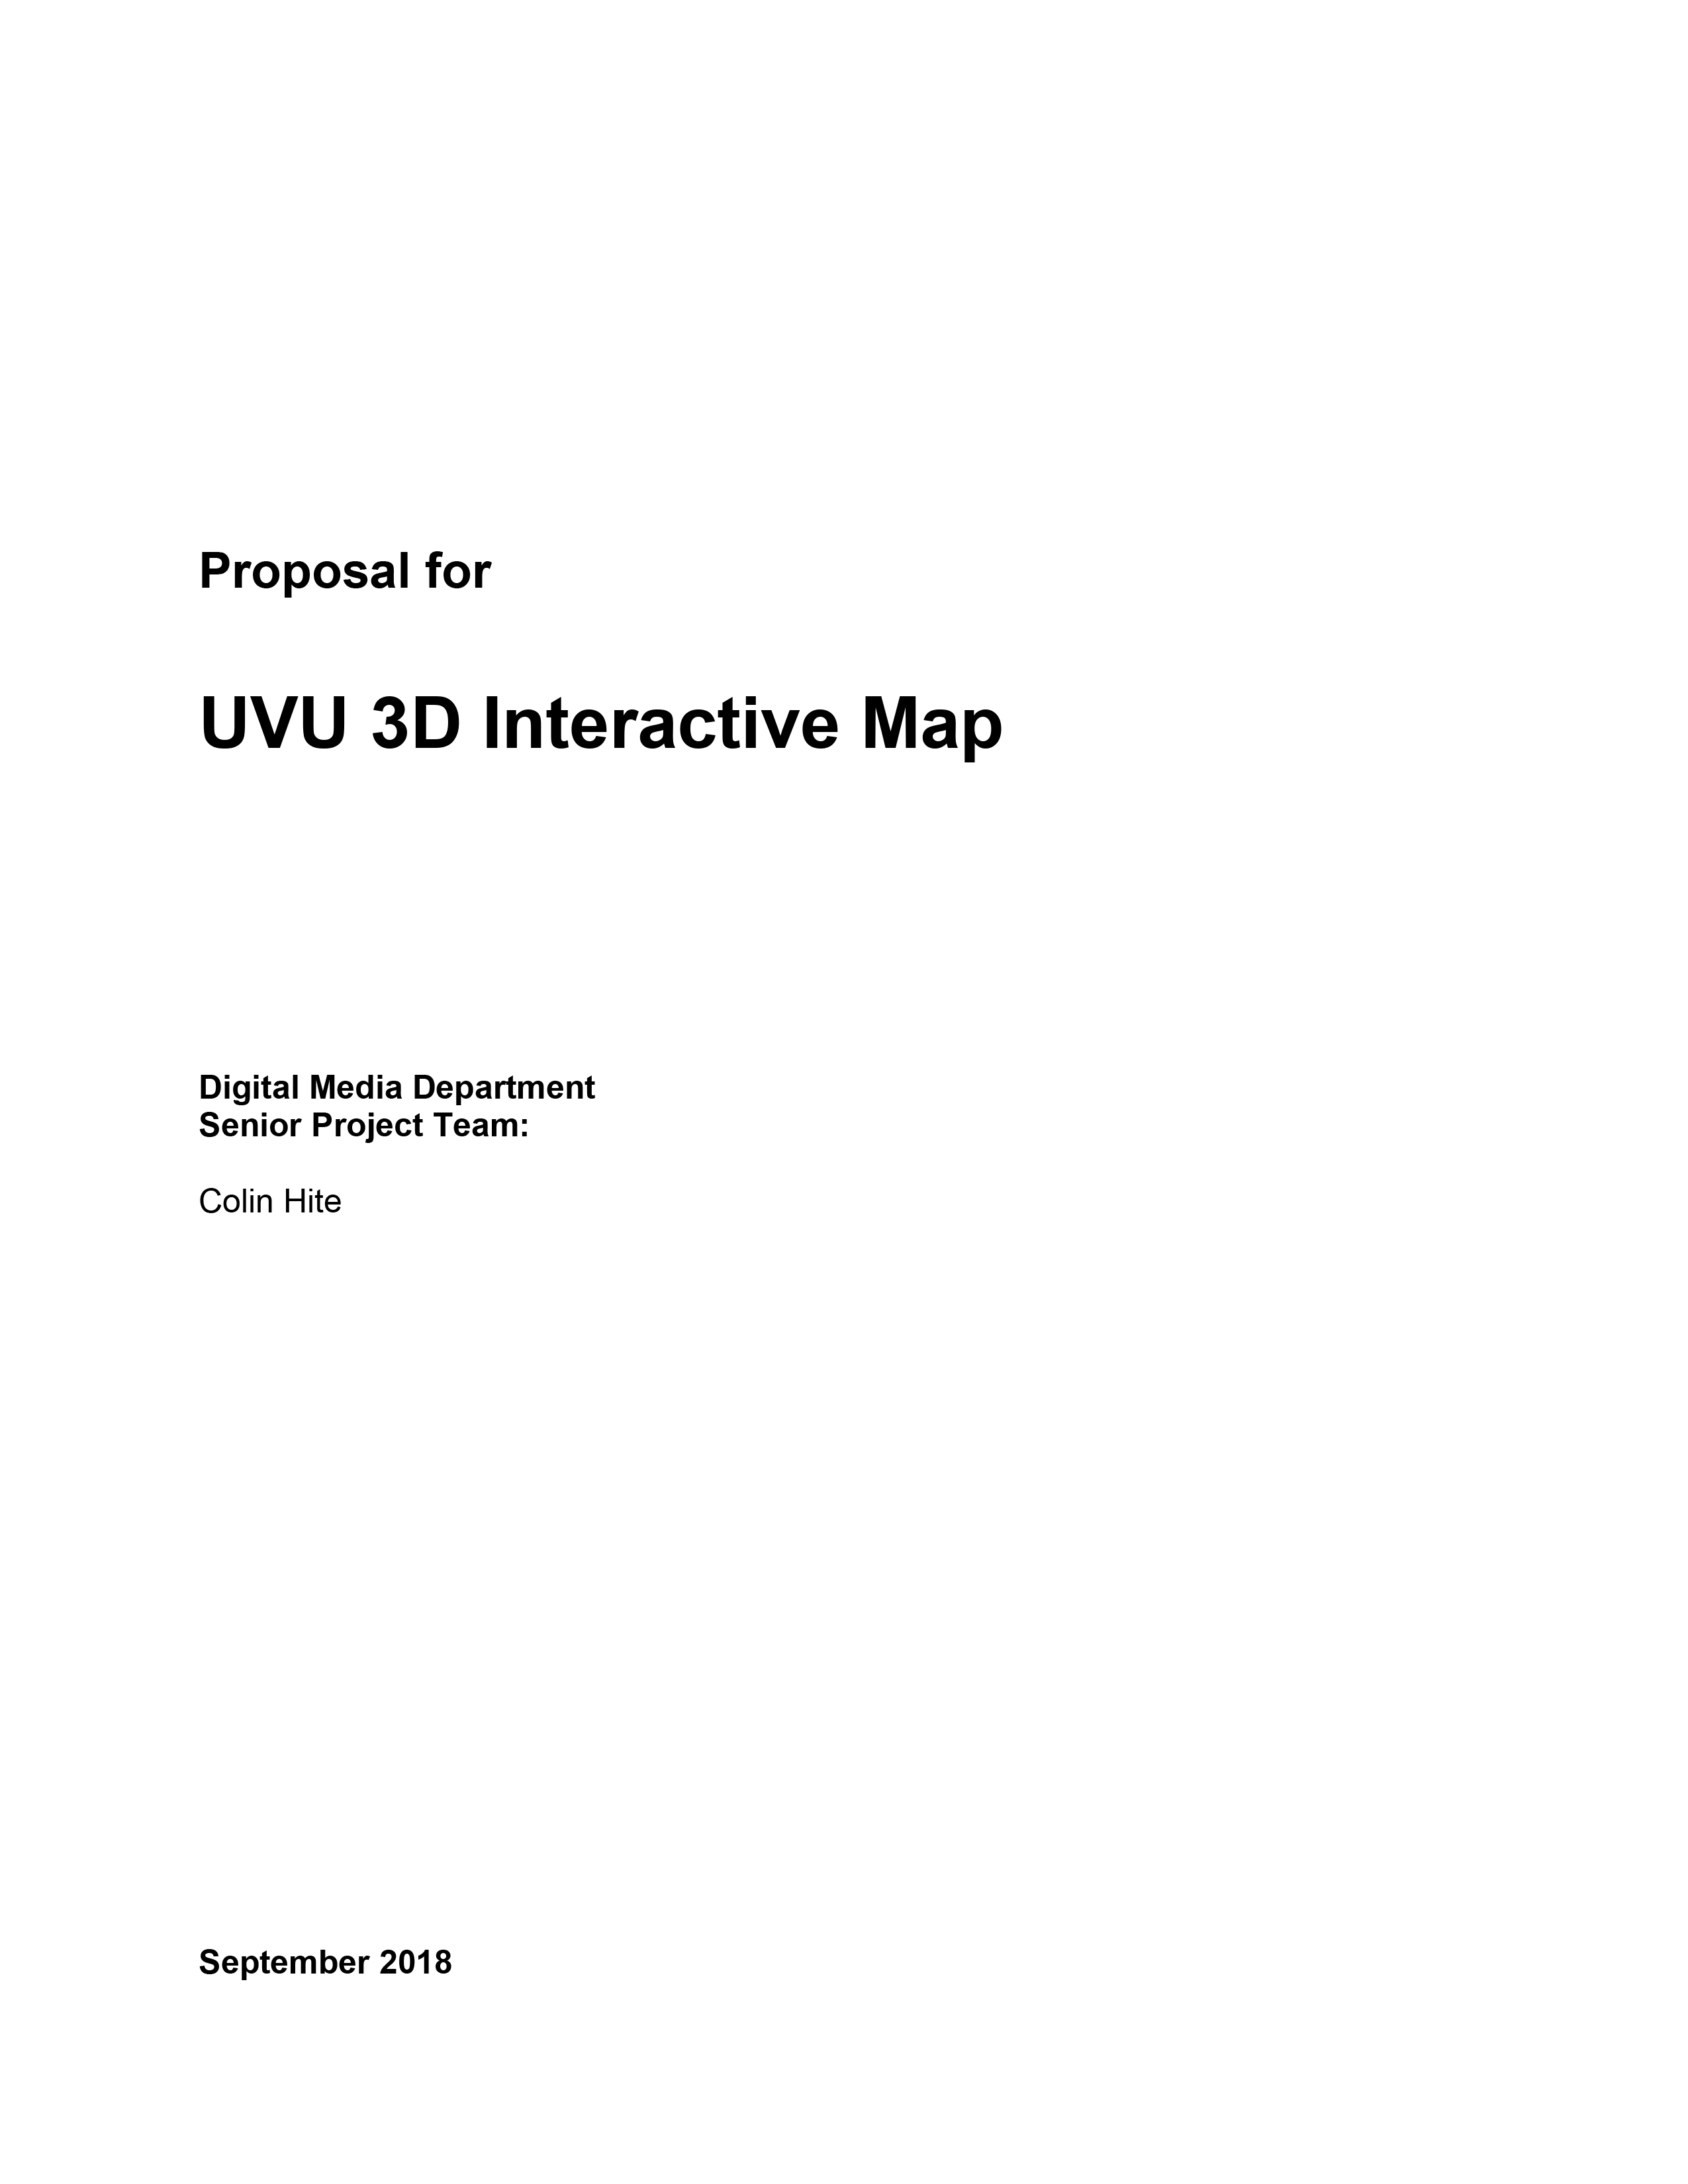 Proposal for
UVU 3D Interactive Map
Digital Media Department
Senior Project Team:
Colin Hite
September 2018